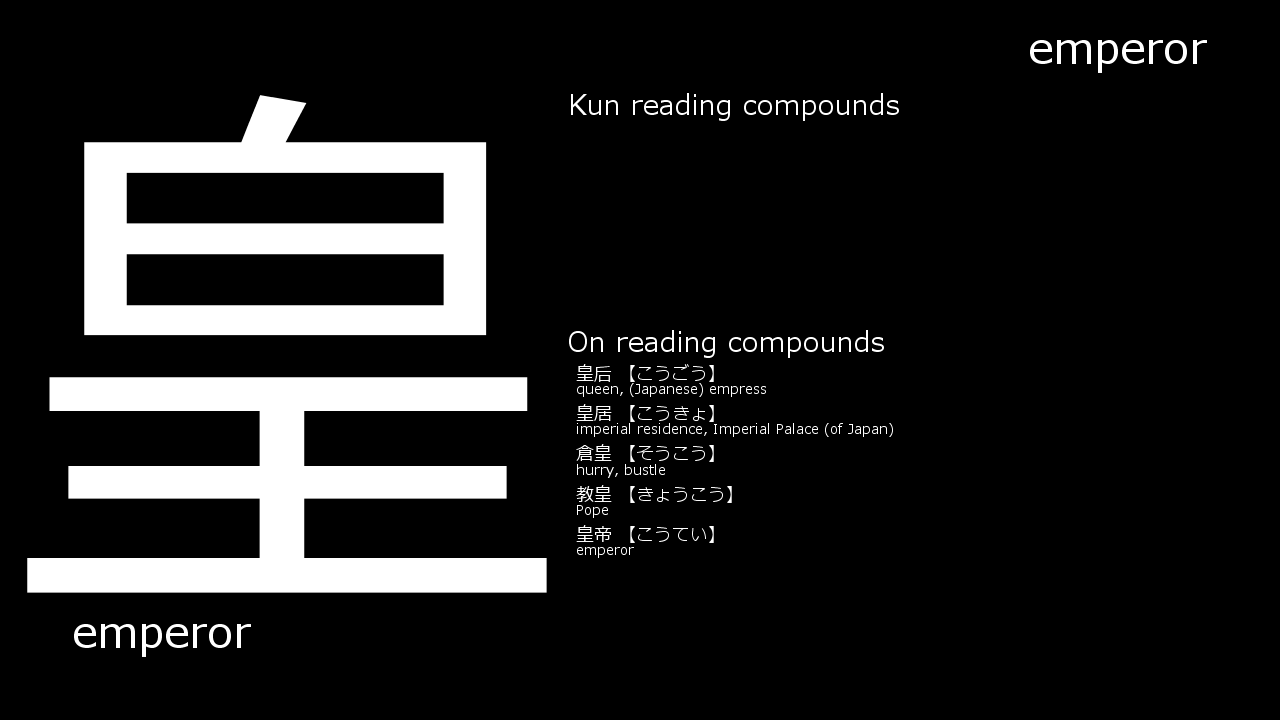 emperor
皇
emperor
Kun reading compounds
On reading compounds
皇后 【こうごう】
queen, (Japanese) empress
皇居 【こうきょ】
imperial residence, Imperial Palace (of Japan)
倉皇 【そうこう】
hurry, bustle
教皇 【きょうこう】
Pope
皇帝 【こうてい】
emperor